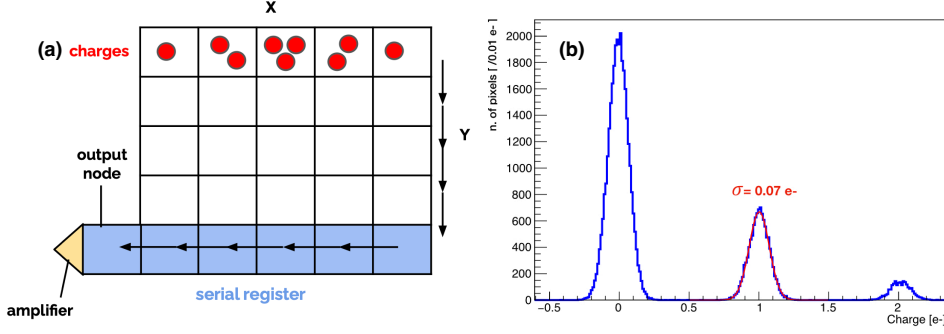 X
(a) charges
Y
output
node
amplifier
serial register
(b)
n. of pixels [ /0.01 e- ]
2000
1800
1600
1400
1200
1000
800
600
400
200
0
σ = 0.07 e-
−0.5 0 0.5 1 1.5 2
Charge [e-]